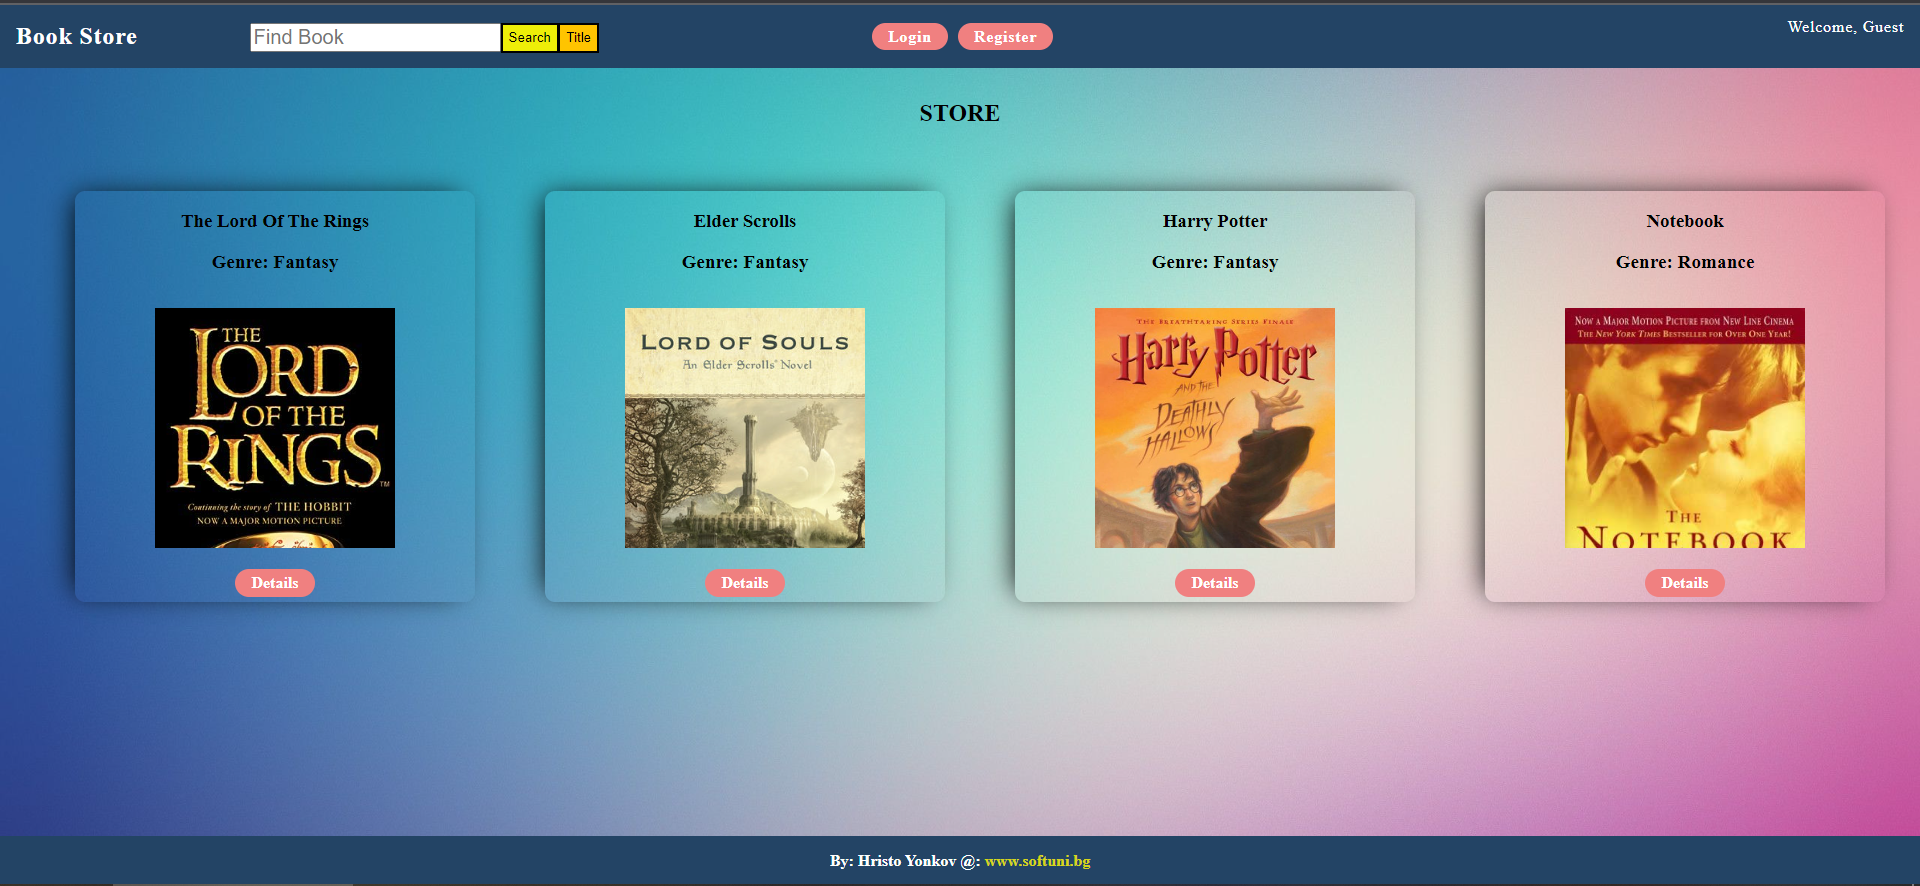 Book Store
Find Book
Search
Title
Login
Register
Welcome, Guest
STORE
The Lord Of The Rings
Genre: Fantasy
THE
LORD
OF THE
RINGS™
Continuing the story of THE HOBBIT
NOW A MAJOR MOTION PICTURE
Details
Elder Scrolls
Genre: Fantasy
LORD OF SOULS
An Elder Scrolls® Novel
Details
Harry Potter
Genre: Fantasy
THE BREATHTAKING SERIES FINALE
Harry Potter
AND THE
DEATHLY
HALLOWS
Details
Notebook
Genre: Romance
NOW A MAJOR MOTION PICTURE FROM NEW LINE CINEMA
THE NEW YORK TIMES BESTSELLER FOR OVER ONE YEAR!
THE
NOTEBOOK
Details
By: Hristo Yonkov @: www.softuni.bg